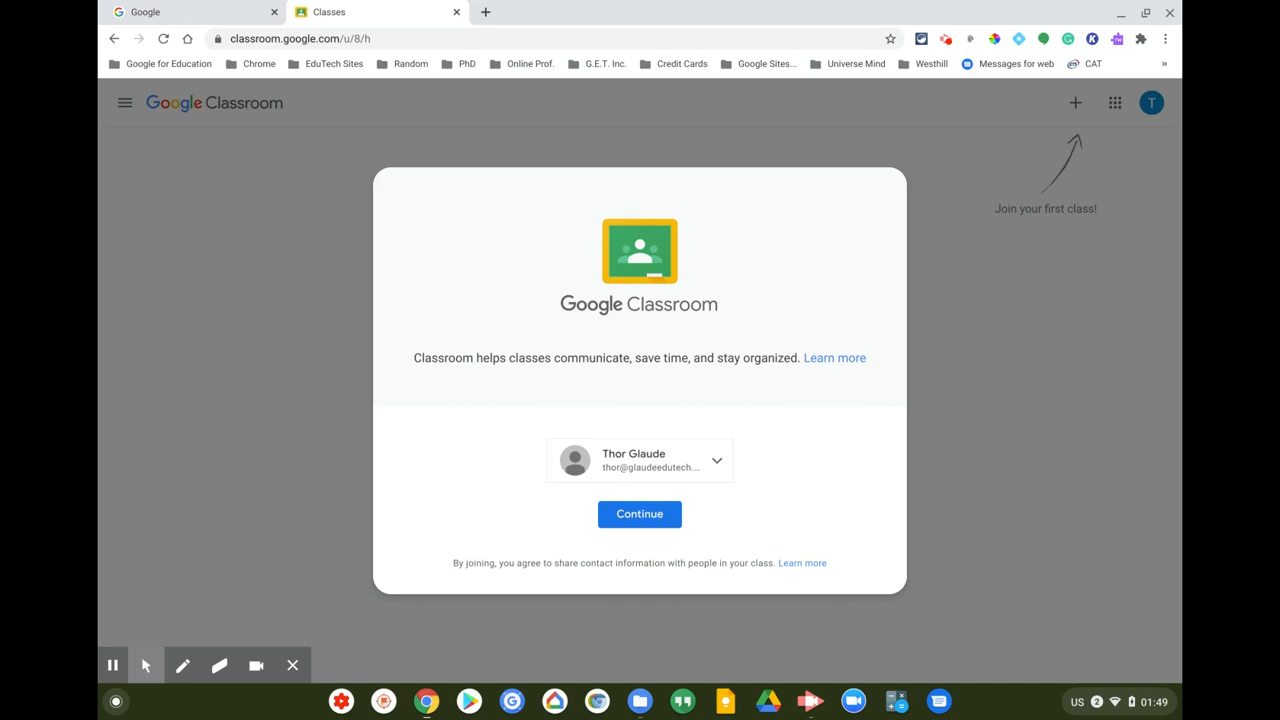 Google
Classes
classroom.google.com/u/8/h
Google for Education
Chrome
EduTech Sites
Random
PhD
Online Prof.
G.E.T. Inc.
Credit Cards
Google Sites...
Universe Mind
Westhill
Messages for web
CAT
»
Google Classroom
T
Join your first class!
Google Classroom
Classroom helps classes communicate, save time, and stay organized. Learn more
Thor Glaude
thor@glaudeedutech....
Continue
By joining, you agree to share contact information with people in your class. Learn more
US 2 01:49